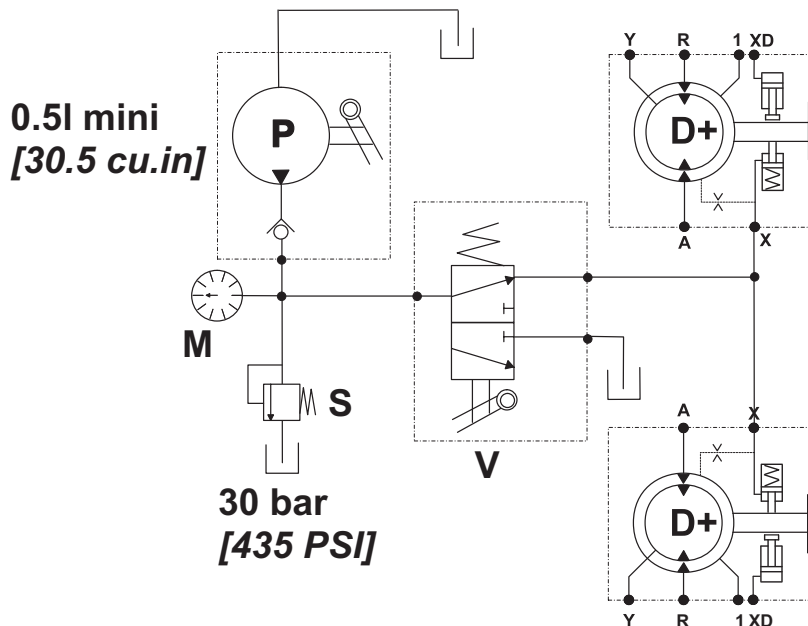 Y R 1 XD
D+
A X
0.5l mini
[30.5 cu.in]
P
M
S
30 bar
[435 PSI]
V
A X
D+
Y R 1 XD